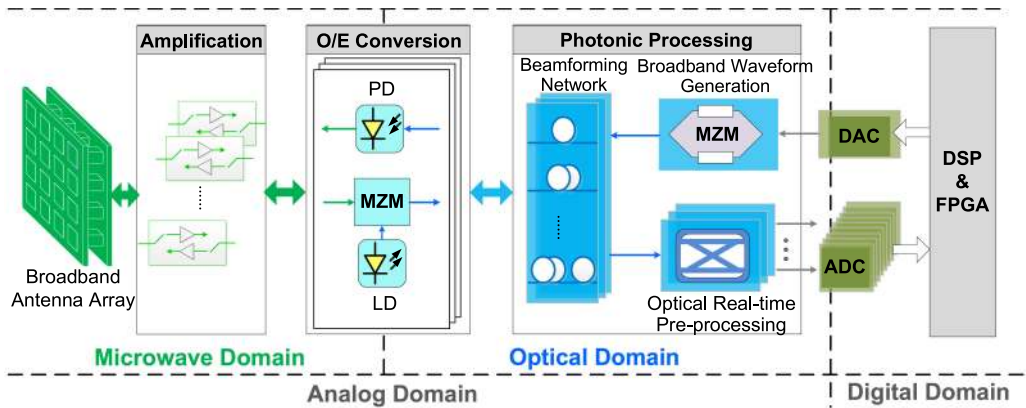 Amplification
O/E Conversion
Photonic Processing
PD
MZM
LD
Beamforming
Network
Broadband Waveform
Generation
MZM
DAC
DSP
&
FPGA
ADC
Optical Real-time
Pre-processing
Broadband
Antenna Array
Microwave Domain
Optical Domain
Analog Domain
Digital Domain